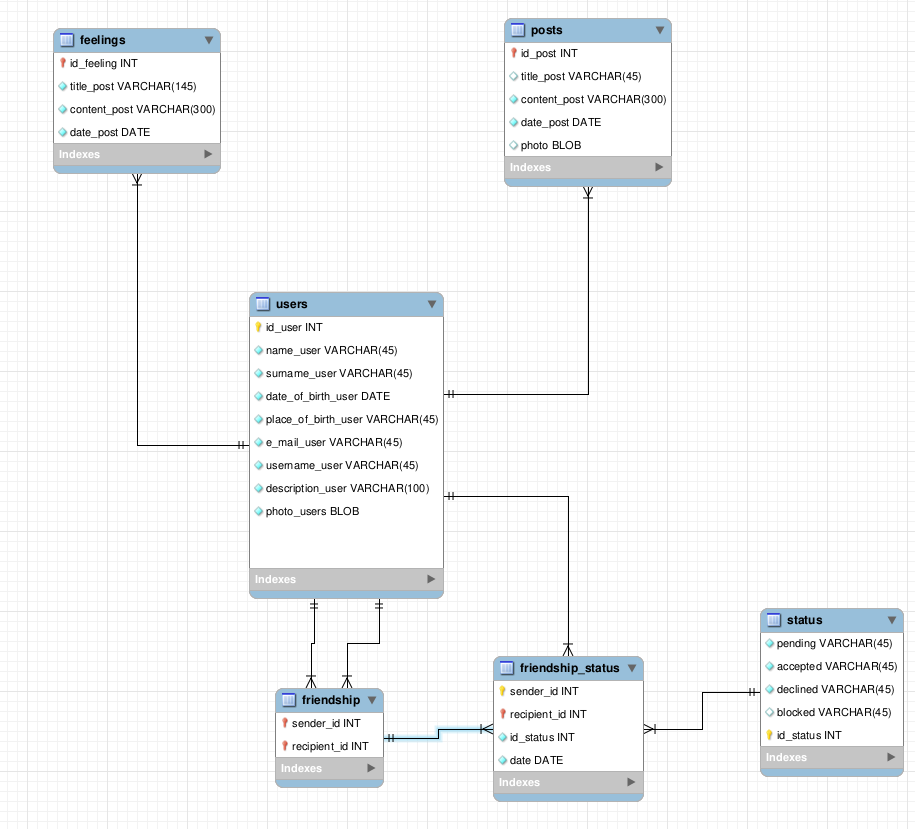 feelings
id_feeling INT
title_post VARCHAR(145)
content_post VARCHAR(300)
date_post DATE
Indexes
posts
id_post INT
title_post VARCHAR(45)
content_post VARCHAR(300)
date_post DATE
photo BLOB
Indexes
users
id_user INT
name_user VARCHAR(45)
surname_user VARCHAR(45)
date_of_birth_user DATE
place_of_birth_user VARCHAR(45)
e_mail_user VARCHAR(45)
username_user VARCHAR(45)
description_user VARCHAR(100)
photo_users BLOB
Indexes
friendship
sender_id INT
recipient_id INT
Indexes
friendship_status
sender_id INT
recipient_id INT
id_status INT
date DATE
Indexes
status
pending VARCHAR(45)
accepted VARCHAR(45)
declined VARCHAR(45)
blocked VARCHAR(45)
id_status INT
Indexes